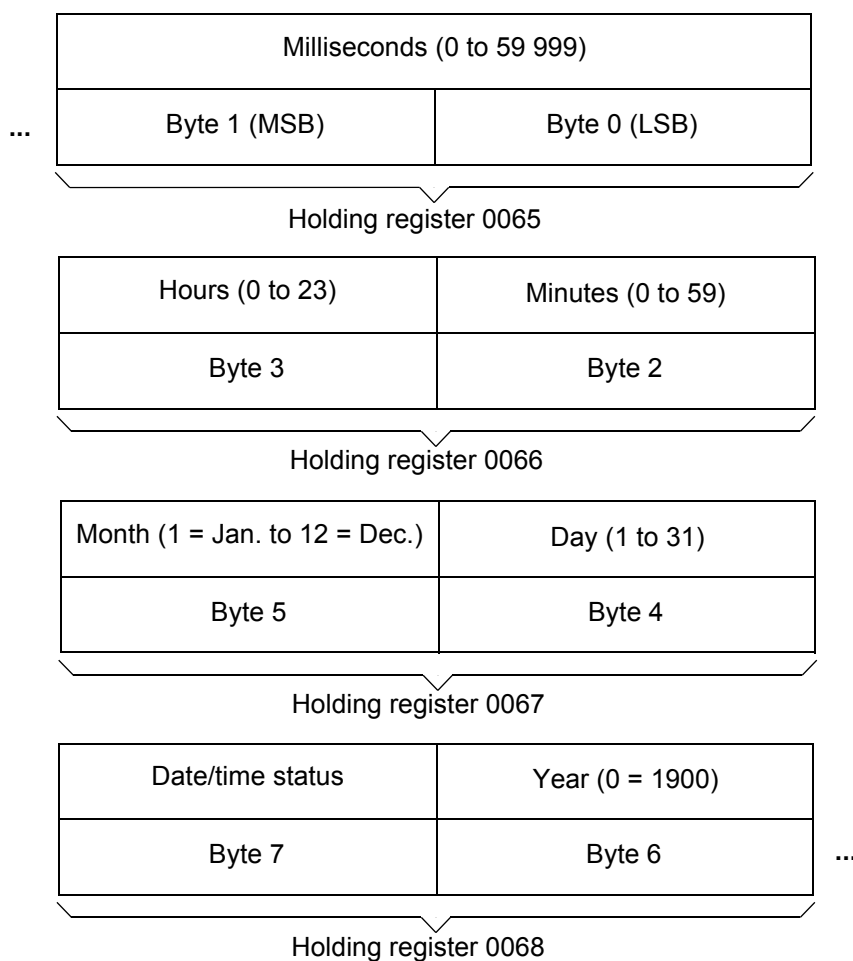 Milliseconds (0 to 59 999)
... Byte 1 (MSB) Byte 0 (LSB)
Holding register 0065
Hours (0 to 23) Minutes (0 to 59)
Byte 3 Byte 2
Holding register 0066
Month (1 = Jan. to 12 = Dec.) Day (1 to 31)
Byte 5 Byte 4
Holding register 0067
Date/time status Year (0 = 1900)
Byte 7 Byte 6 ...
Holding register 0068